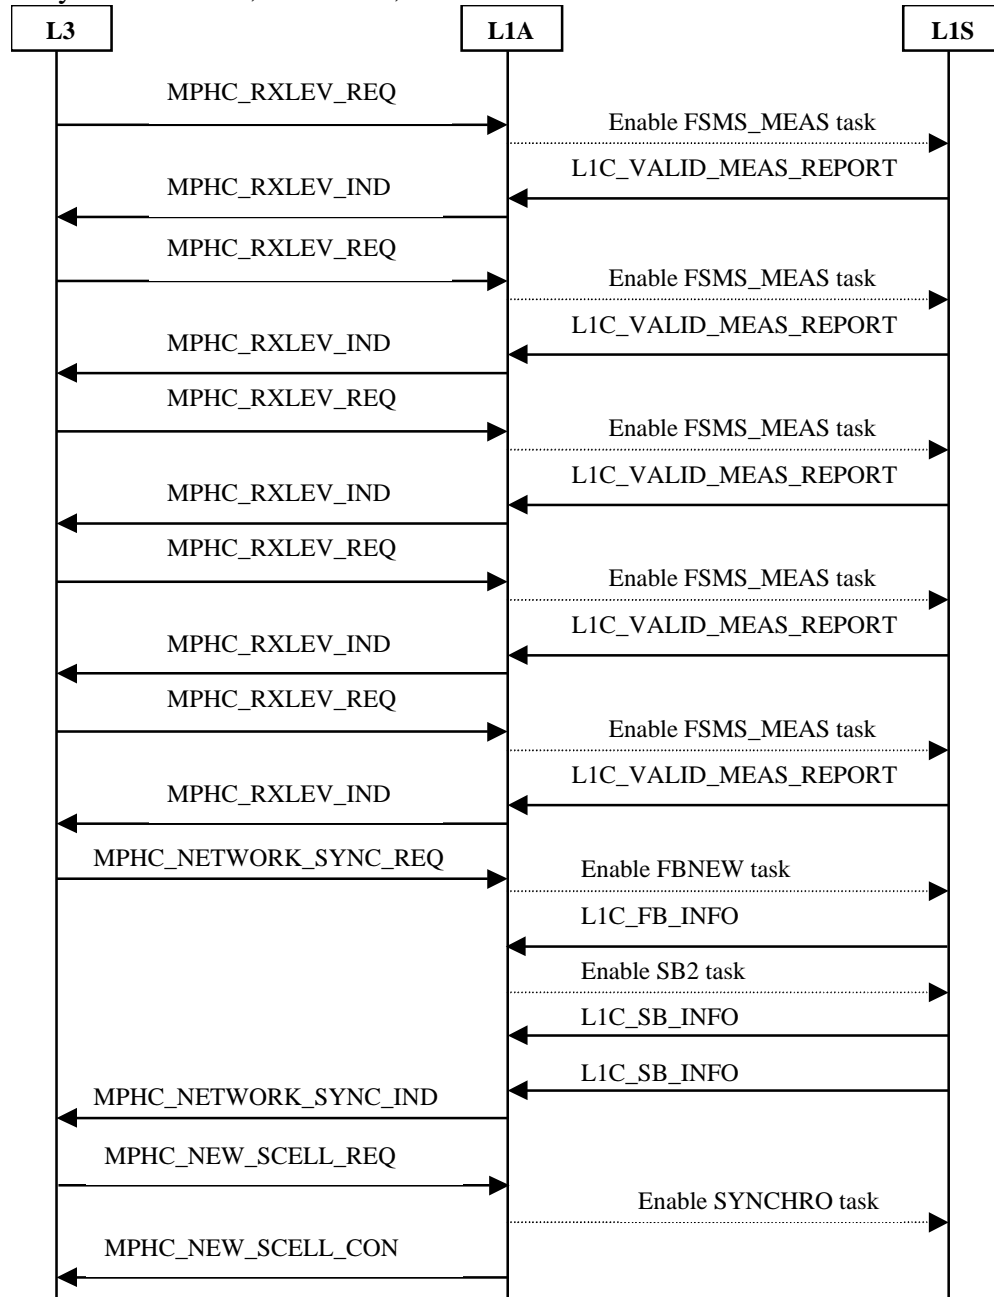 L3 L1A L1S
MPHC_RXLEV_REQ
Enable FSMS_MEAS task
L1C_VALID_MEAS_REPORT
MPHC_RXLEV_IND
MPHC_RXLEV_REQ
Enable FSMS_MEAS task
L1C_VALID_MEAS_REPORT
MPHC_RXLEV_IND
MPHC_RXLEV_REQ
Enable FSMS_MEAS task
L1C_VALID_MEAS_REPORT
MPHC_RXLEV_IND
MPHC_RXLEV_REQ
Enable FSMS_MEAS task
L1C_VALID_MEAS_REPORT
MPHC_RXLEV_IND
MPHC_RXLEV_REQ
Enable FSMS_MEAS task
L1C_VALID_MEAS_REPORT
MPHC_RXLEV_IND
MPHC_NETWORK_SYNC_REQ
Enable FBNEW task
L1C_FB_INFO
Enable SB2 task
L1C_SB_INFO
L1C_SB_INFO
MPHC_NETWORK_SYNC_IND
MPHC_NEW_SCELL_REQ
Enable SYNCHRO task
MPHC_NEW_SCELL_CON